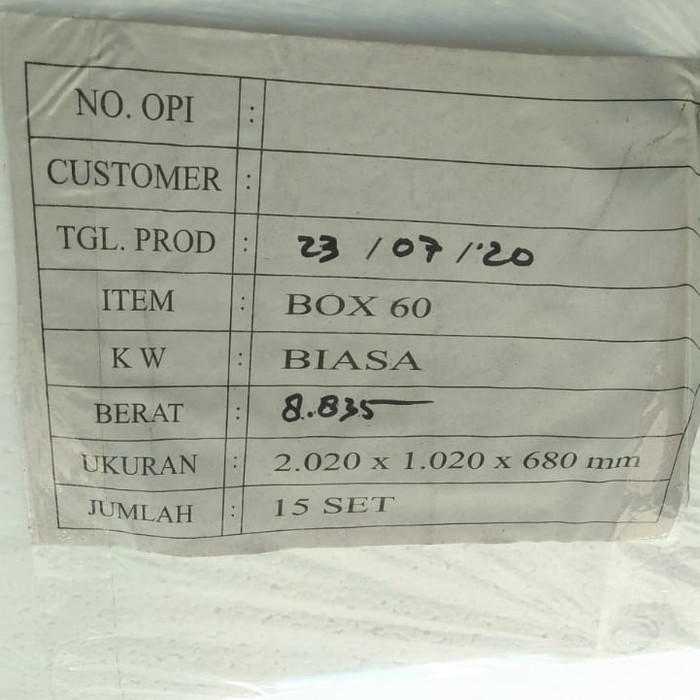 NO. OPI :
CUSTOMER :
TGL. PROD : 23 / 07 / '20
ITEM : BOX 60
K W : BIASA
BERAT : 8.835
UKURAN : 2.020 x 1.020 x 680 mm
JUMLAH : 15 SET